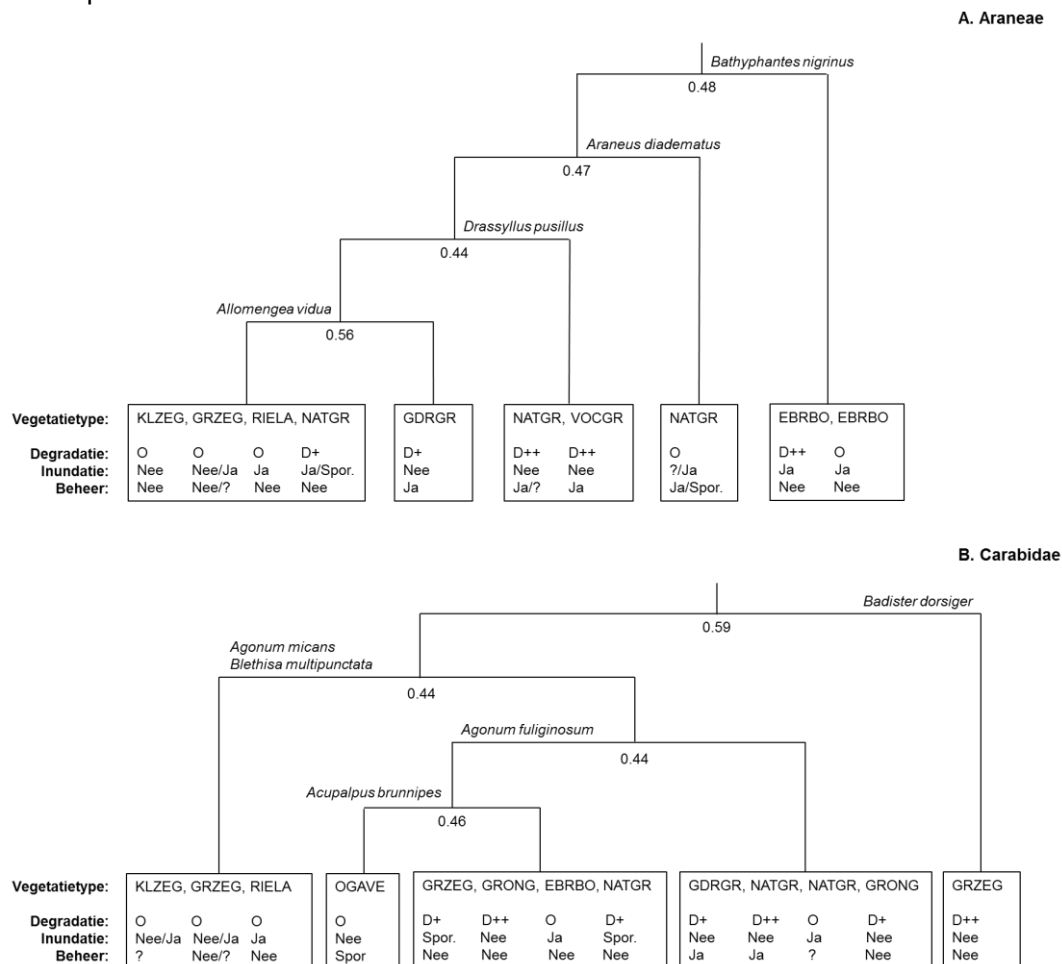 A. Araneae
Bathyphantes nigrinus
0.48
Araneus diadematus
0.47
Drassyllus pusillus
0.44
Allomengea vidua
0.56
Vegetatietype: KLZEG, GRZEG, RIELA, NATGR GDRGR NATGR, VOCGR NATGR EBRBO, EBRBO
Degradatie: O O O D+ D+ D++ D++ O D++ O
Inundatie: Nee Nee/Ja Ja Ja/Spor. Nee Nee Nee ?/Ja Ja Ja
Beheer: Nee Nee/? Nee Nee Ja Ja/? Ja Ja/Spor. Nee Nee
B. Carabidae
Badister dorsiger
0.59
Agonum micans
Blethisa multipunctata
0.44
Agonum fuliginosum
0.44
Acupalpus brunnipes
0.46
Vegetatietype: KLZEG, GRZEG, RIELA OGAVE GRZEG, GRONG, EBRBO, NATGR GDRGR, NATGR, NATGR, GRONG GRZEG
Degradatie: O O O O D+ D++ O D+ D+ D++ O D+ D++
Inundatie: Nee/Ja Nee/Ja Ja Nee Spor. Nee Ja Spor. Nee Nee Ja Nee Nee
Beheer: ? Nee/? Nee Spor Nee Nee Nee Nee Ja Ja ? Nee Nee